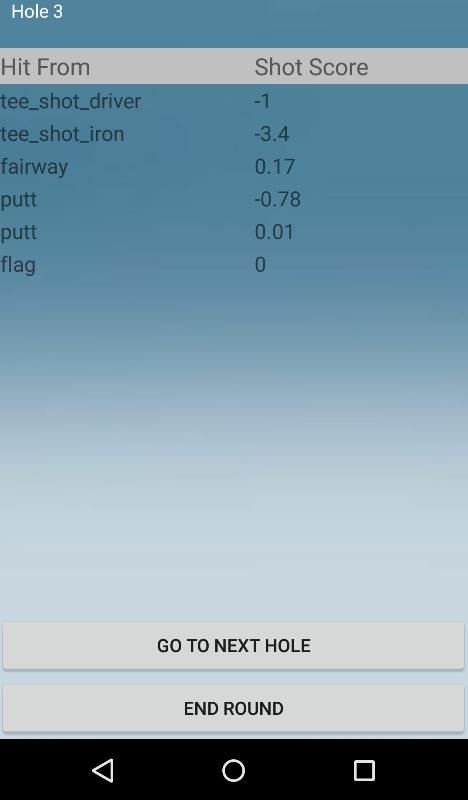 Hole 3
Hit From Shot Score
tee_shot_driver -1
tee_shot_iron -3.4
fairway 0.17
putt -0.78
putt 0.01
flag 0
GO TO NEXT HOLE
END ROUND